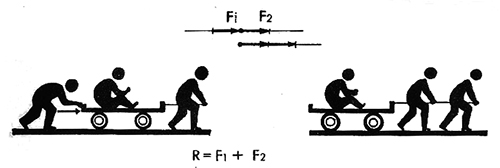 F₁ F₂
R = F₁ + F₂